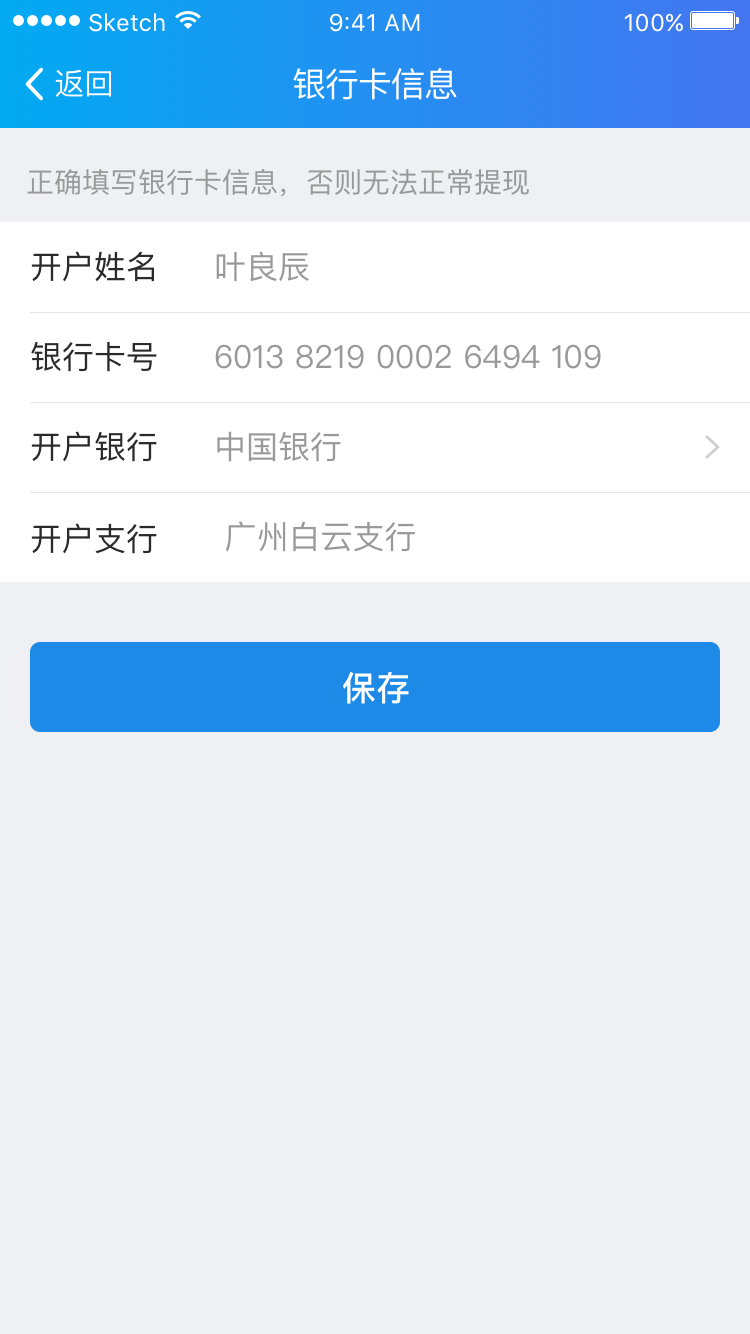 Sketch 9:41 AM 100%
返回 银行卡信息
正确填写银行卡信息，否则无法正常提现
开户姓名 叶良辰
银行卡号 6013 8219 0002 6494 109
开户银行 中国银行
开户支行 广州白云支行
保存